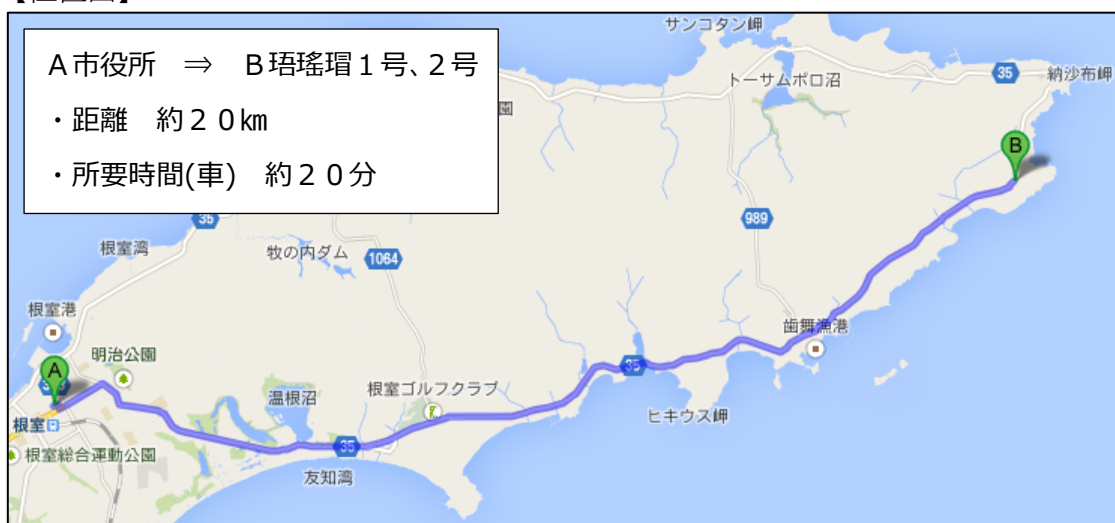 A市役所 ⇒ B珸瑤瑁1号、2号
・距離 約20㎞
・所要時間(車) 約20分
サンコタン岬
35
納沙布岬
トーサムポロ沼
園
B
35
989
根室湾
牧の内ダム
1064
根室港
歯舞漁港
明治公園
A
35
根室ゴルフクラブ
温根沼
ヒキウス岬
根室
35
根室総合運動公園
友知湾